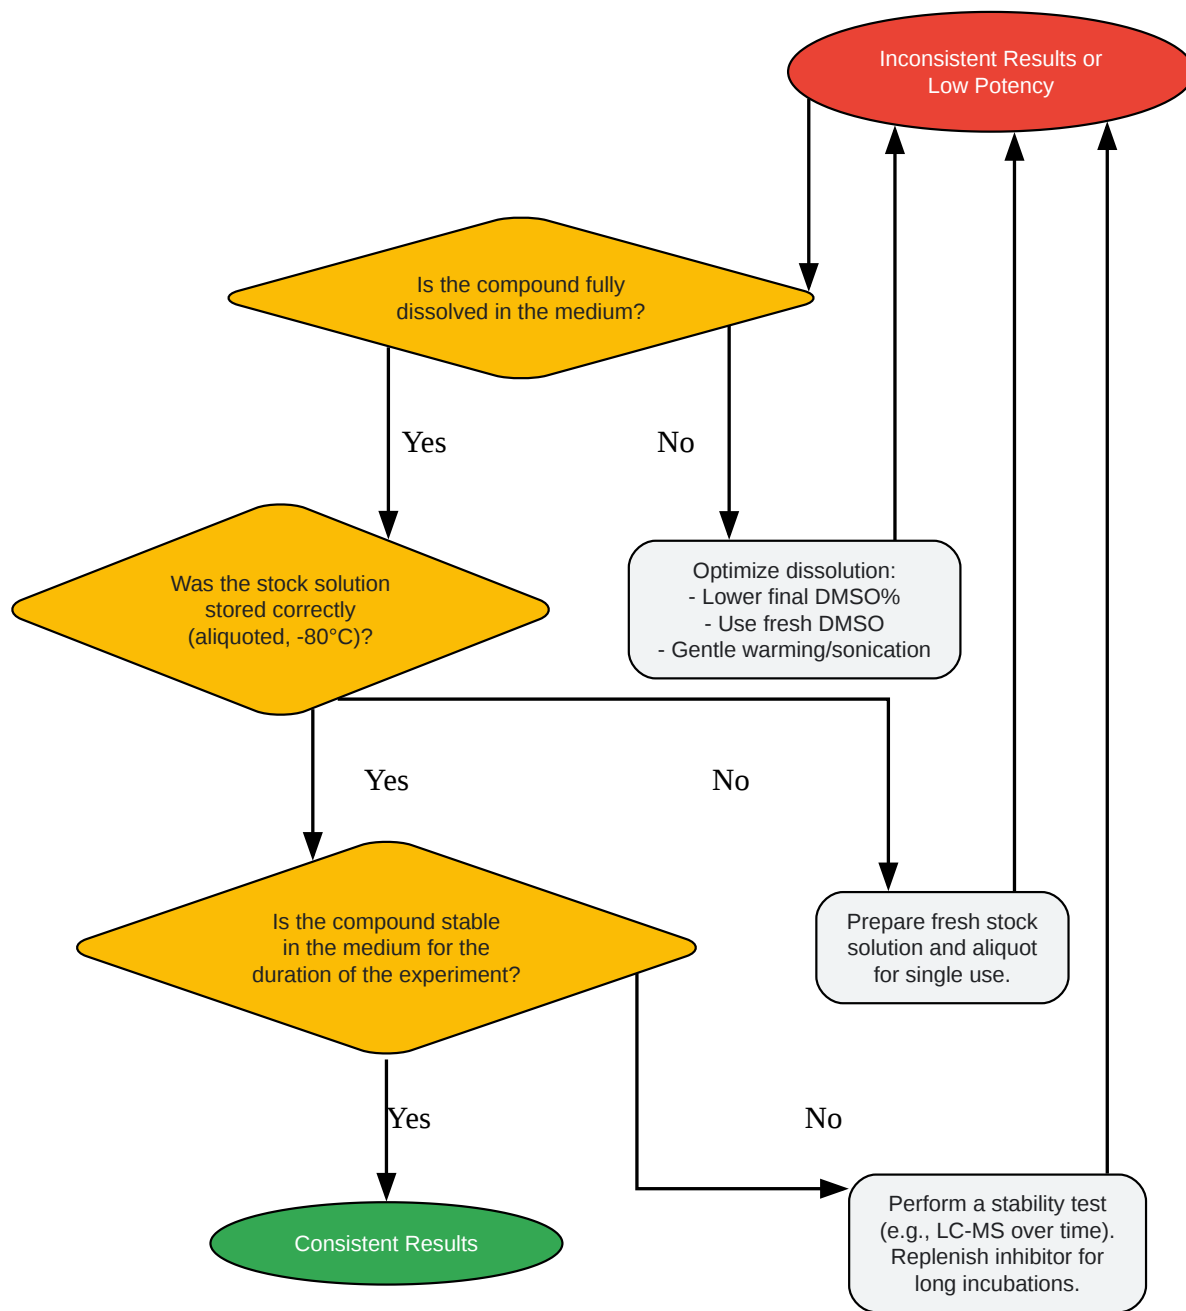 Inconsistent Results or
Low Potency
Is the compound fully
dissolved in the medium?
Yes
No
Was the stock solution
stored correctly
(aliquoted, -80°C)?
Optimize dissolution:
- Lower final DMSO%
- Use fresh DMSO
- Gentle warming/sonication
Yes
No
Is the compound stable
in the medium for the
duration of the experiment?
Prepare fresh stock
solution and aliquot
for single use.
Yes
No
Consistent Results
Perform a stability test
(e.g., LC-MS over time).
Replenish inhibitor for
long incubations.